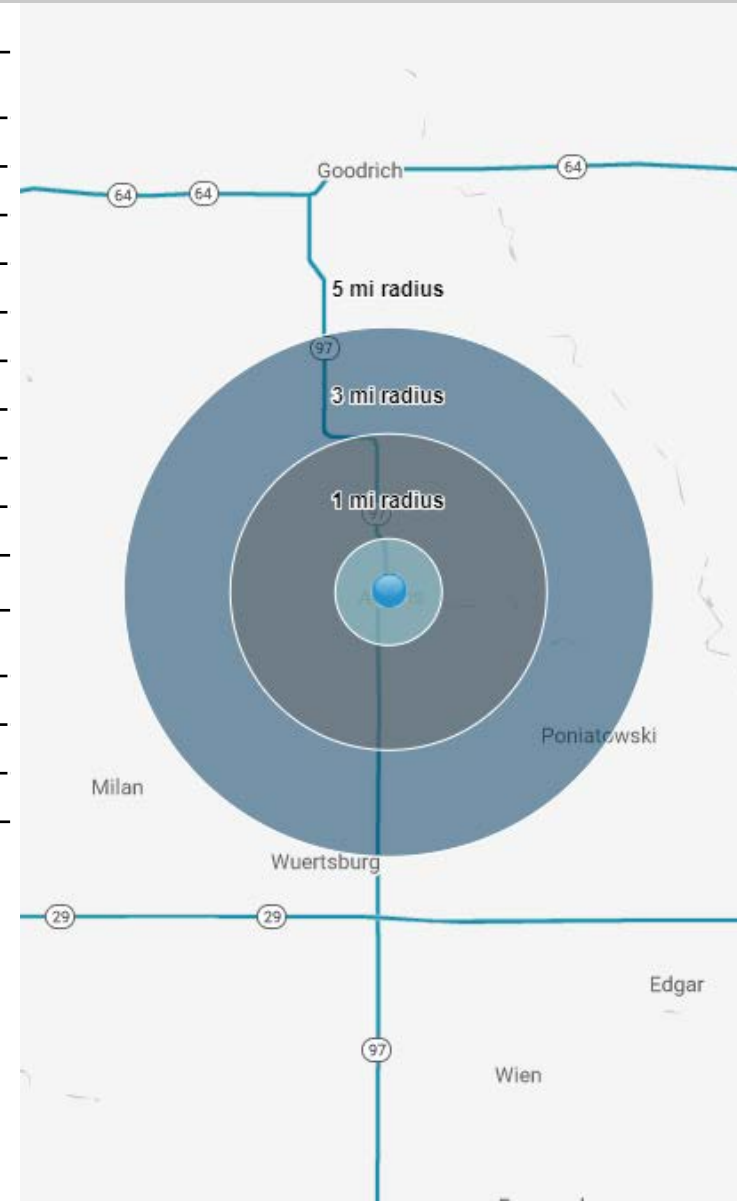 Goodrich
64
64
64
5 mi radius
97
3 mi radius
1 mi radius
97
Poniatowski
Milan
Wuertsburg
29
29
Edgar
97
Wien